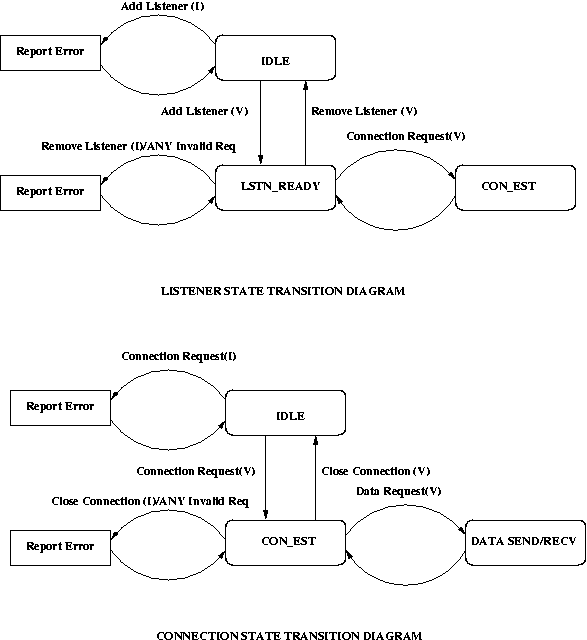 Add Listener (I)
Report Error
IDLE
Add Listener (V)
Remove Listener (V)
Remove Listener (I)/ANY Invalid Req
Connection Request(V)
Report Error
LSTN_READY
CON_EST
LISTENER STATE TRANSITION DIAGRAM
Connection Request(I)
Report Error
IDLE
Connection Request(V)
Close Connection (V)
Close Connection (I)/ANY Invalid Req
Data Request(V)
Report Error
CON_EST
DATA SEND/RECV
CONNECTION STATE TRANSITION DIAGRAM